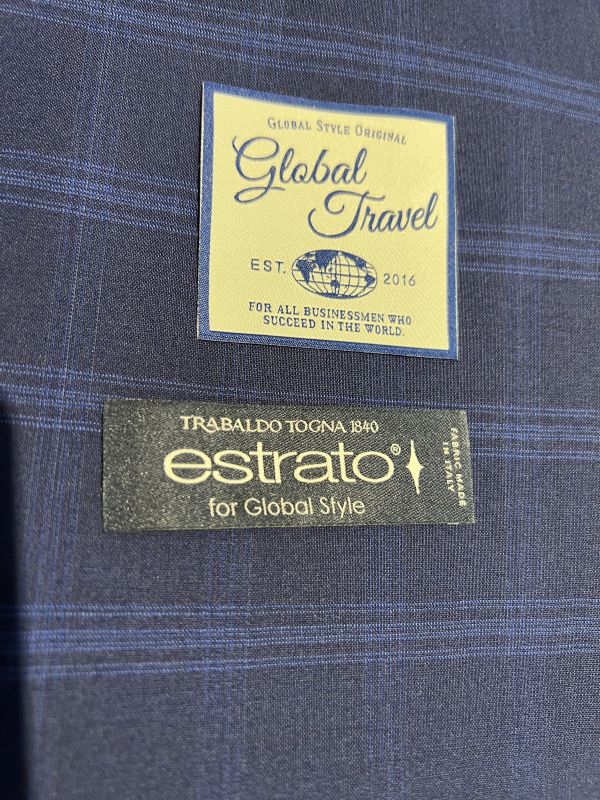 GLOBAL STYLE ORIGINAL
Global
Travel
EST. 2016
FOR ALL BUSINESSMEN WHO
SUCCEED IN THE WORLD.
TRABALDO TOGNA 1840
estrato®
for Global Style
FABRIC MADE
IN ITALY